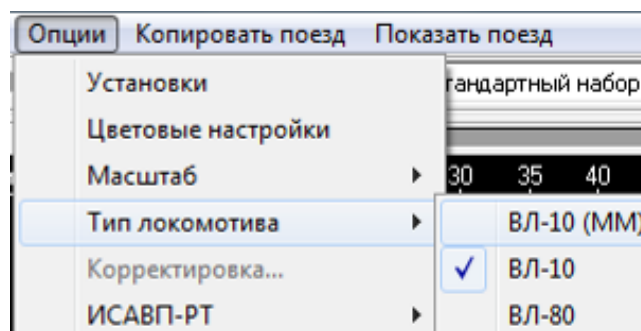 Опции Копировать поезд Показать поезд
Установки
тандартный набор
Цветовые настройки
Масштаб
30 35 40
Тип локомотива
ВЛ-10 (ММ)
Корректировка...
ВЛ-10
ИСАВП-РТ
ВЛ-80